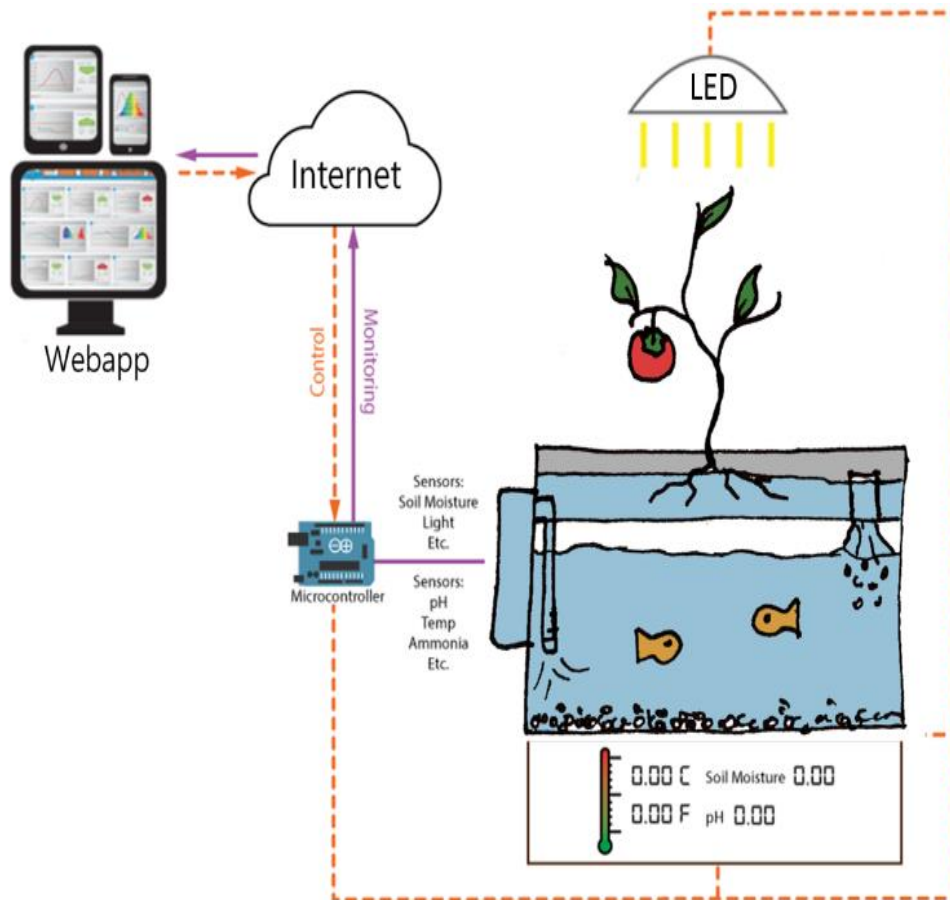 LED
Internet
Webapp
Control
Monitoring
Sensors:
Soil Moisture
Light
Etc.
Microcontroller
Sensors:
pH
Temp
Ammonia
Etc.
0.00 C Soil Moisture 0.00
0.00 F pH 0.00